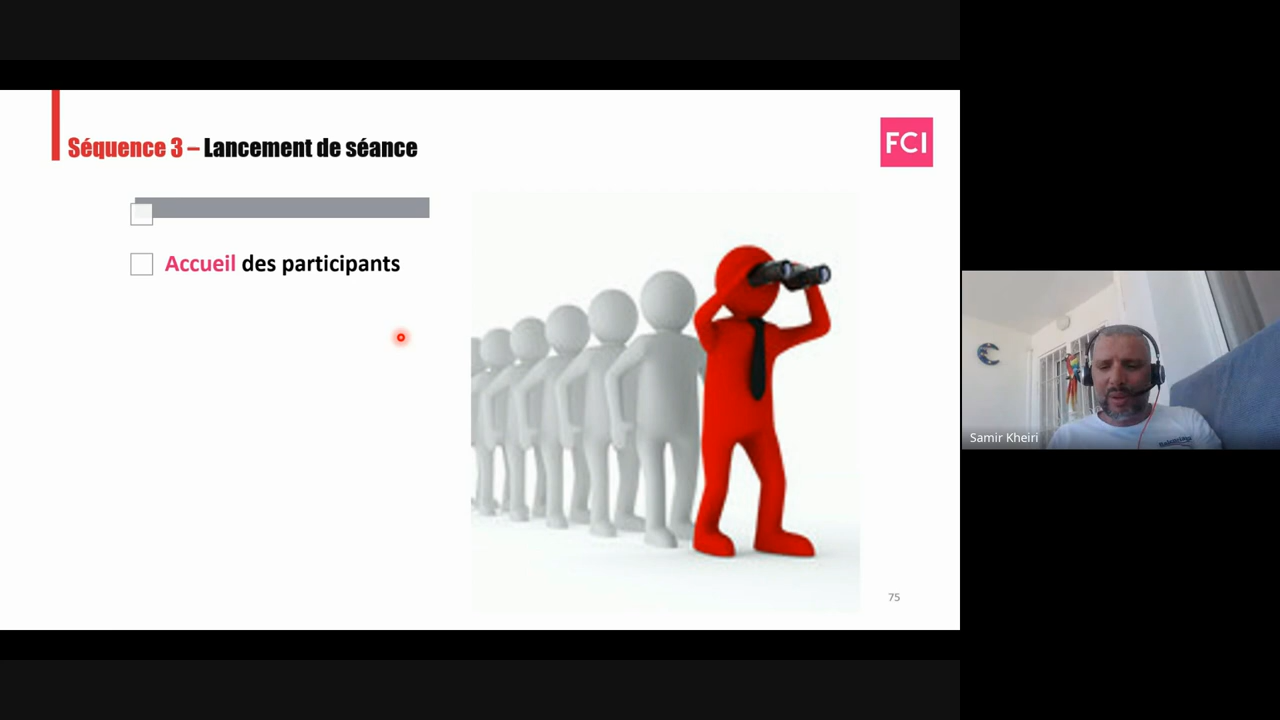 Séquence 3 – Lancement de séance
FCI
Accueil des participants
75
Samir Kheiri